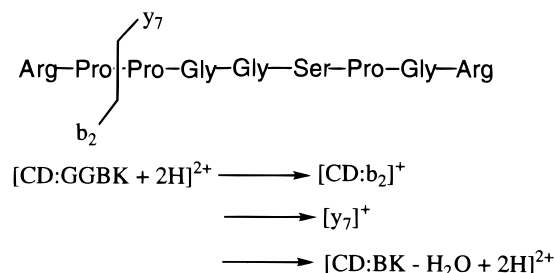 y₇
Arg–Pro–Pro–Gly–Gly–Ser–Pro–Gly–Arg
b₂
[CD:GGBK + 2H]²⁺ ⟶ [CD:b₂]⁺
⟶ [y₇]⁺
⟶ [CD:BK - H₂O + 2H]²⁺